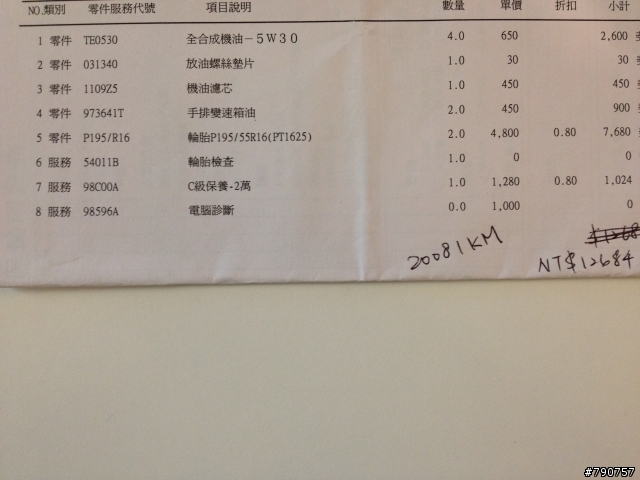 NO.類別 零件服務代號 項目說明 數量 單價 折扣 小計
1 零件 TE0530 全合成機油－5W30 4.0 650 2,600
2 零件 031340 放油螺絲墊片 1.0 30 30
3 零件 1109Z5 機油濾芯 1.0 450 450
4 零件 973641T 手排變速箱油 2.0 450 900
5 零件 P195/R16 輪胎P195/55R16(PT1625) 2.0 4,800 0.80 7,680
6 服務 54011B 輪胎檢查 1.0 0 0
7 服務 98C00A C級保養-2萬 1.0 1,280 0.80 1,024
8 服務 98596A 電腦診斷 0.0 1,000 0
20081KM
NT$12684
#790757